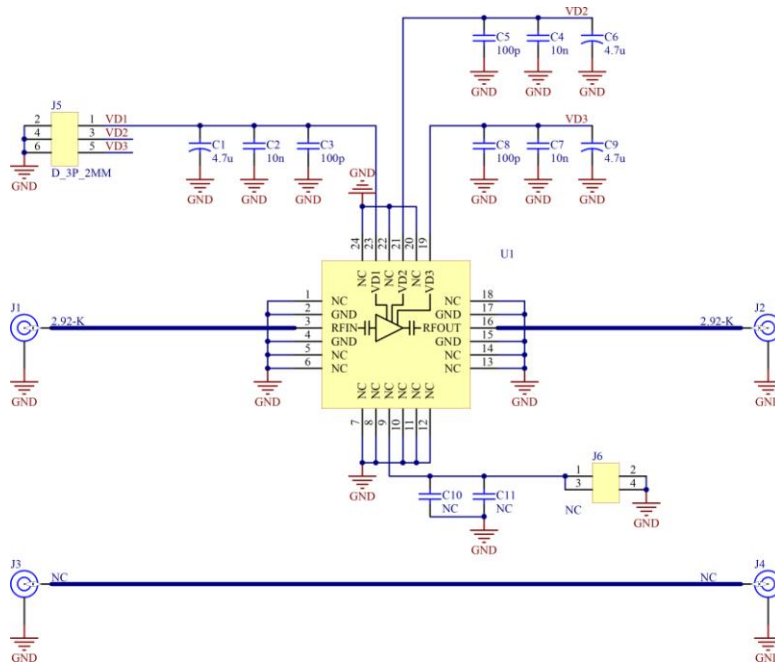 VD2
C5
100p
C4
10n
C6
4.7u
GND
GND
GND
J5
2
4
6
1
3
5
VD1
VD2
VD3
GND
D_3P_2MM
C1
4.7u
C2
10n
C3
100p
GND
GND
GND
VD3
C8
100p
C7
10n
C9
4.7u
GND
GND
GND
GND
24
23
22
21
20
19
U1
NC
VD1
NC
VD2
NC
VD3
1
2
3
4
5
6
NC
GND
RFIN
GND
NC
NC
NC
GND
RFOUT
GND
NC
NC
18
17
16
15
14
13
NC
NC
NC
NC
NC
NC
7
8
9
10
11
12
J1
2.92-K
GND
GND
GND
2.92-K
J2
GND
GND
C10
NC
C11
NC
GND
J6
1
3
2
4
NC
GND
J3
NC
GND
NC
J4
GND